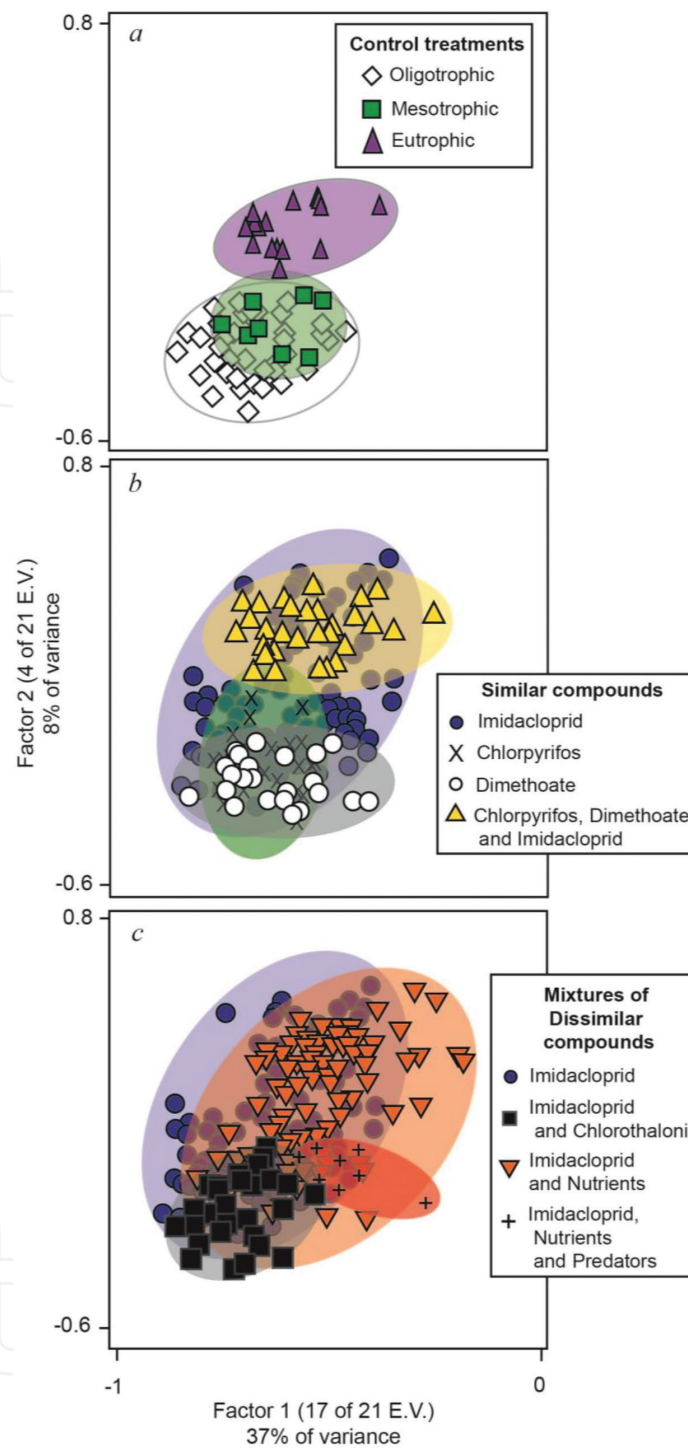 0.8
a
Control treatments
Oligotrophic
Mesotrophic
Eutrophic
-0.6
0.8
b
Factor 2 (4 of 21 E.V.)
8% of variance
Similar compounds
Imidacloprid
Chlorpyrifos
Dimethoate
Chlorpyrifos, Dimethoate
and Imidacloprid
-0.6
0.8
c
Mixtures of
Dissimilar
compounds
Imidacloprid
Imidacloprid
and Chlorothaloni
Imidacloprid
and Nutrients
Imidacloprid,
Nutrients
and Predators
-0.6
-1
0
Factor 1 (17 of 21 E.V.)
37% of variance